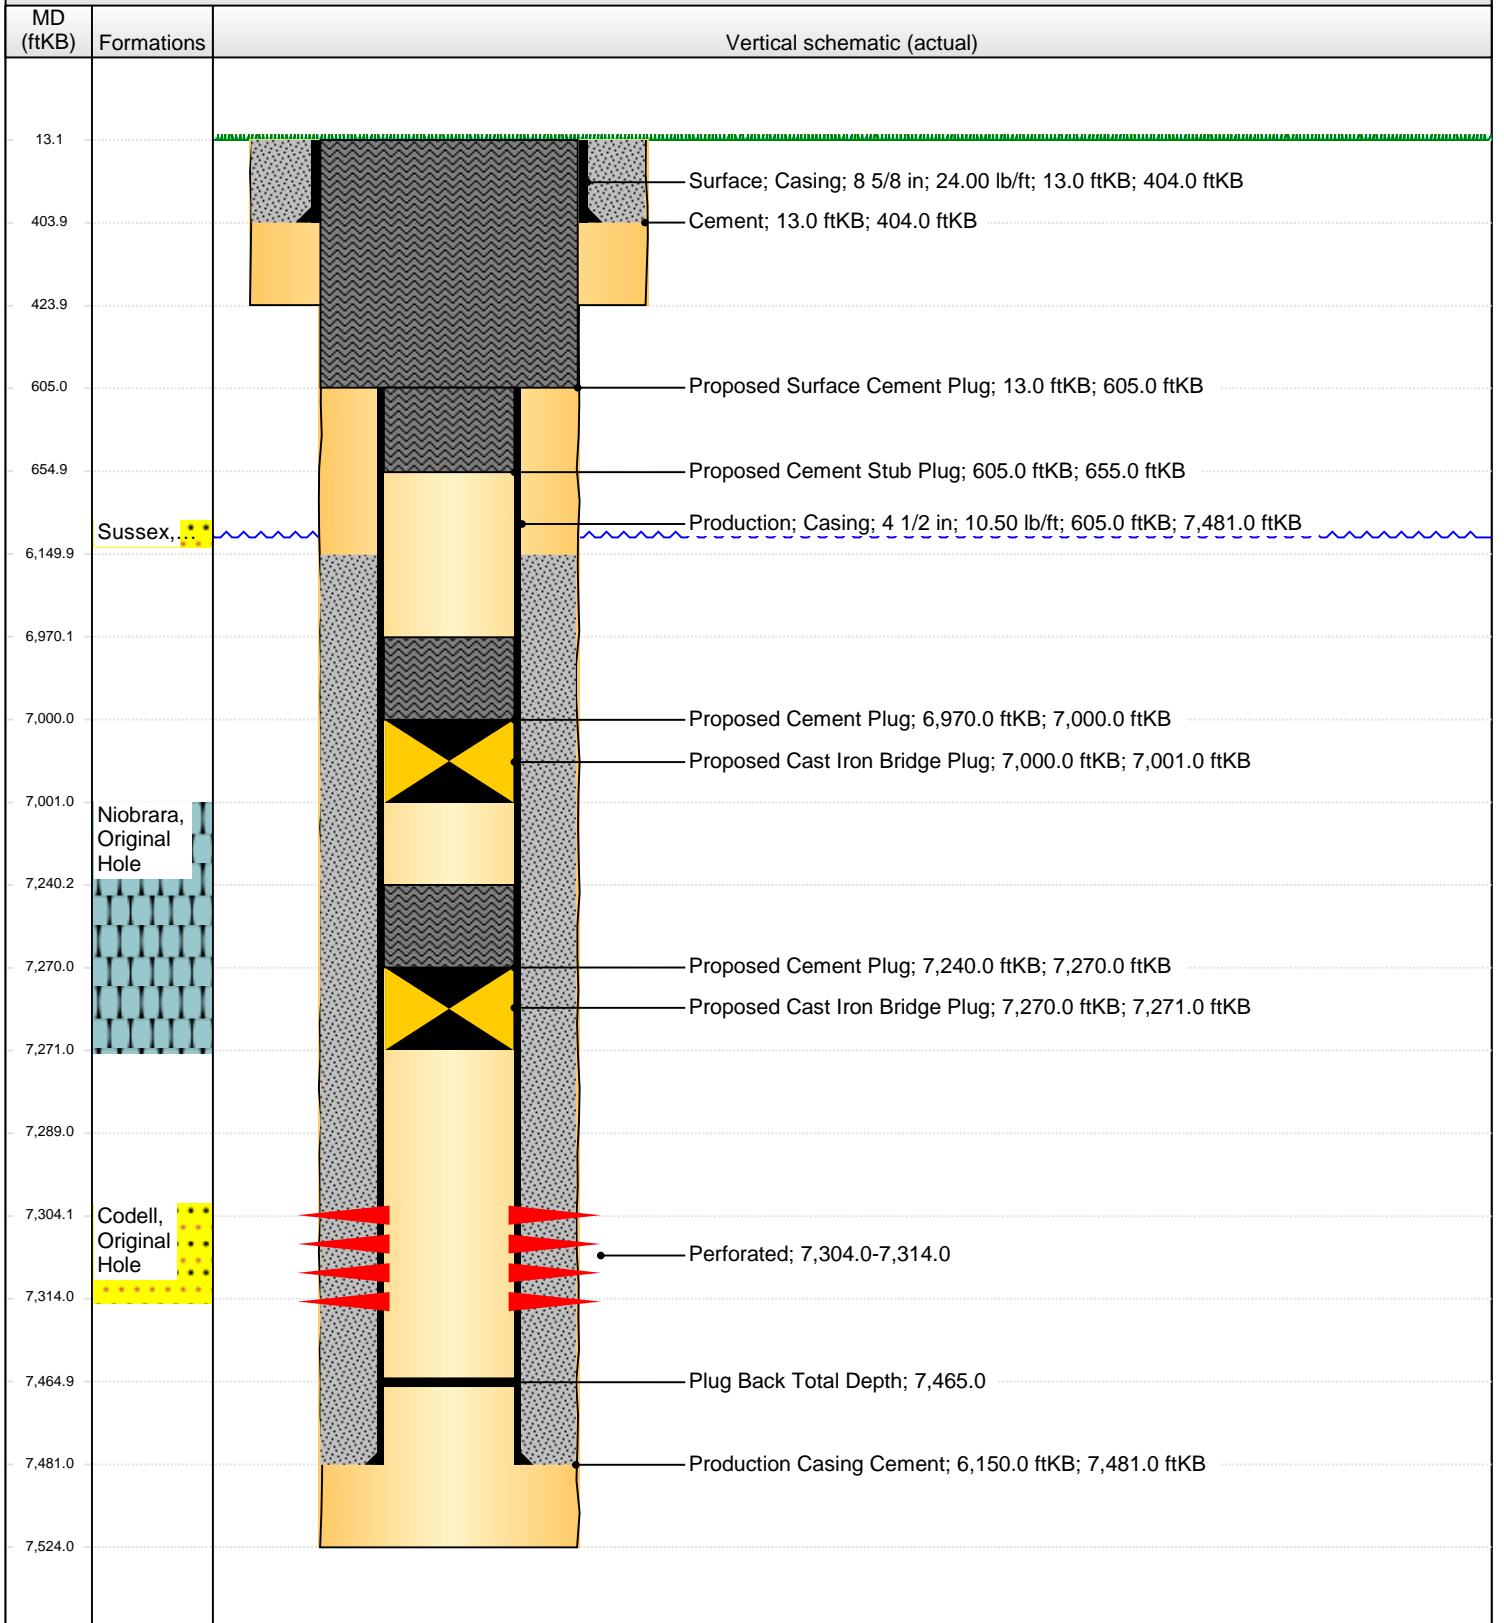 MD
(ftKB)
Formations
Vertical schematic (actual)
13.1
Surface; Casing; 8 5/8 in; 24.00 lb/ft; 13.0 ftKB; 404.0 ftKB
403.9
Cement; 13.0 ftKB; 404.0 ftKB
423.9
605.0
Proposed Surface Cement Plug; 13.0 ftKB; 605.0 ftKB
654.9
Proposed Cement Stub Plug; 605.0 ftKB; 655.0 ftKB
Sussex,...
Production; Casing; 4 1/2 in; 10.50 lb/ft; 605.0 ftKB; 7,481.0 ftKB
6,149.9
6,970.1
7,000.0
Proposed Cement Plug; 6,970.0 ftKB; 7,000.0 ftKB
Proposed Cast Iron Bridge Plug; 7,000.0 ftKB; 7,001.0 ftKB
7,001.0
Niobrara,
Original
Hole
7,240.2
7,270.0
Proposed Cement Plug; 7,240.0 ftKB; 7,270.0 ftKB
Proposed Cast Iron Bridge Plug; 7,270.0 ftKB; 7,271.0 ftKB
7,271.0
7,289.0
7,304.1
Codell,
Original
Hole
Perforated; 7,304.0-7,314.0
7,314.0
7,464.9
Plug Back Total Depth; 7,465.0
7,481.0
Production Casing Cement; 6,150.0 ftKB; 7,481.0 ftKB
7,524.0